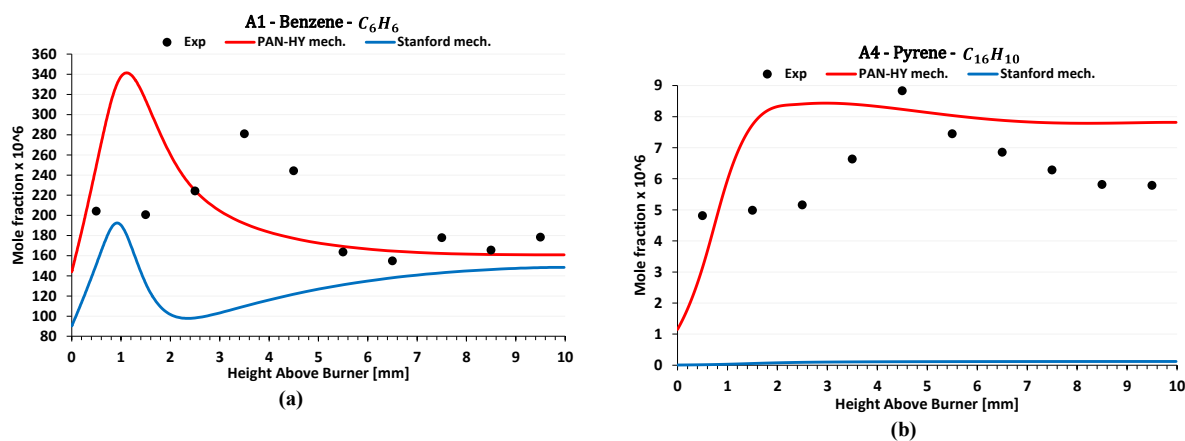 A1 - Benzene - C₆H₆
Exp PAN-HY mech. Stanford mech.
360
340
320
300
280
260
240
220
200
180
160
140
120
100
80
Mole fraction x 10^6
0 1 2 3 4 5 6 7 8 9 10
Height Above Burner [mm]
(a)
A4 - Pyrene - C₁₆H₁₀
Exp PAN-HY mech. Stanford mech.
9
8
7
6
5
4
3
2
1
0
Mole fraction x 10^6
0 1 2 3 4 5 6 7 8 9 10
Height Above Burner [mm]
(b)